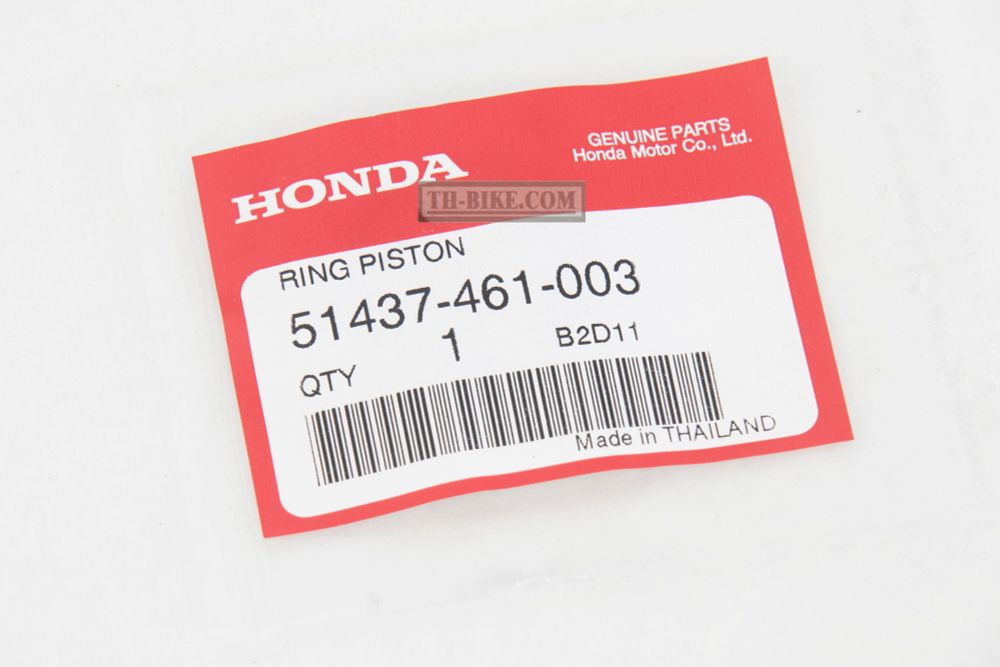 HONDA
GENUINE PARTS
Honda Motor Co., Ltd.
TH-BIKE.COM
RING PISTON
51437-461-003
QTY 1 B2D11
Made in THAILAND